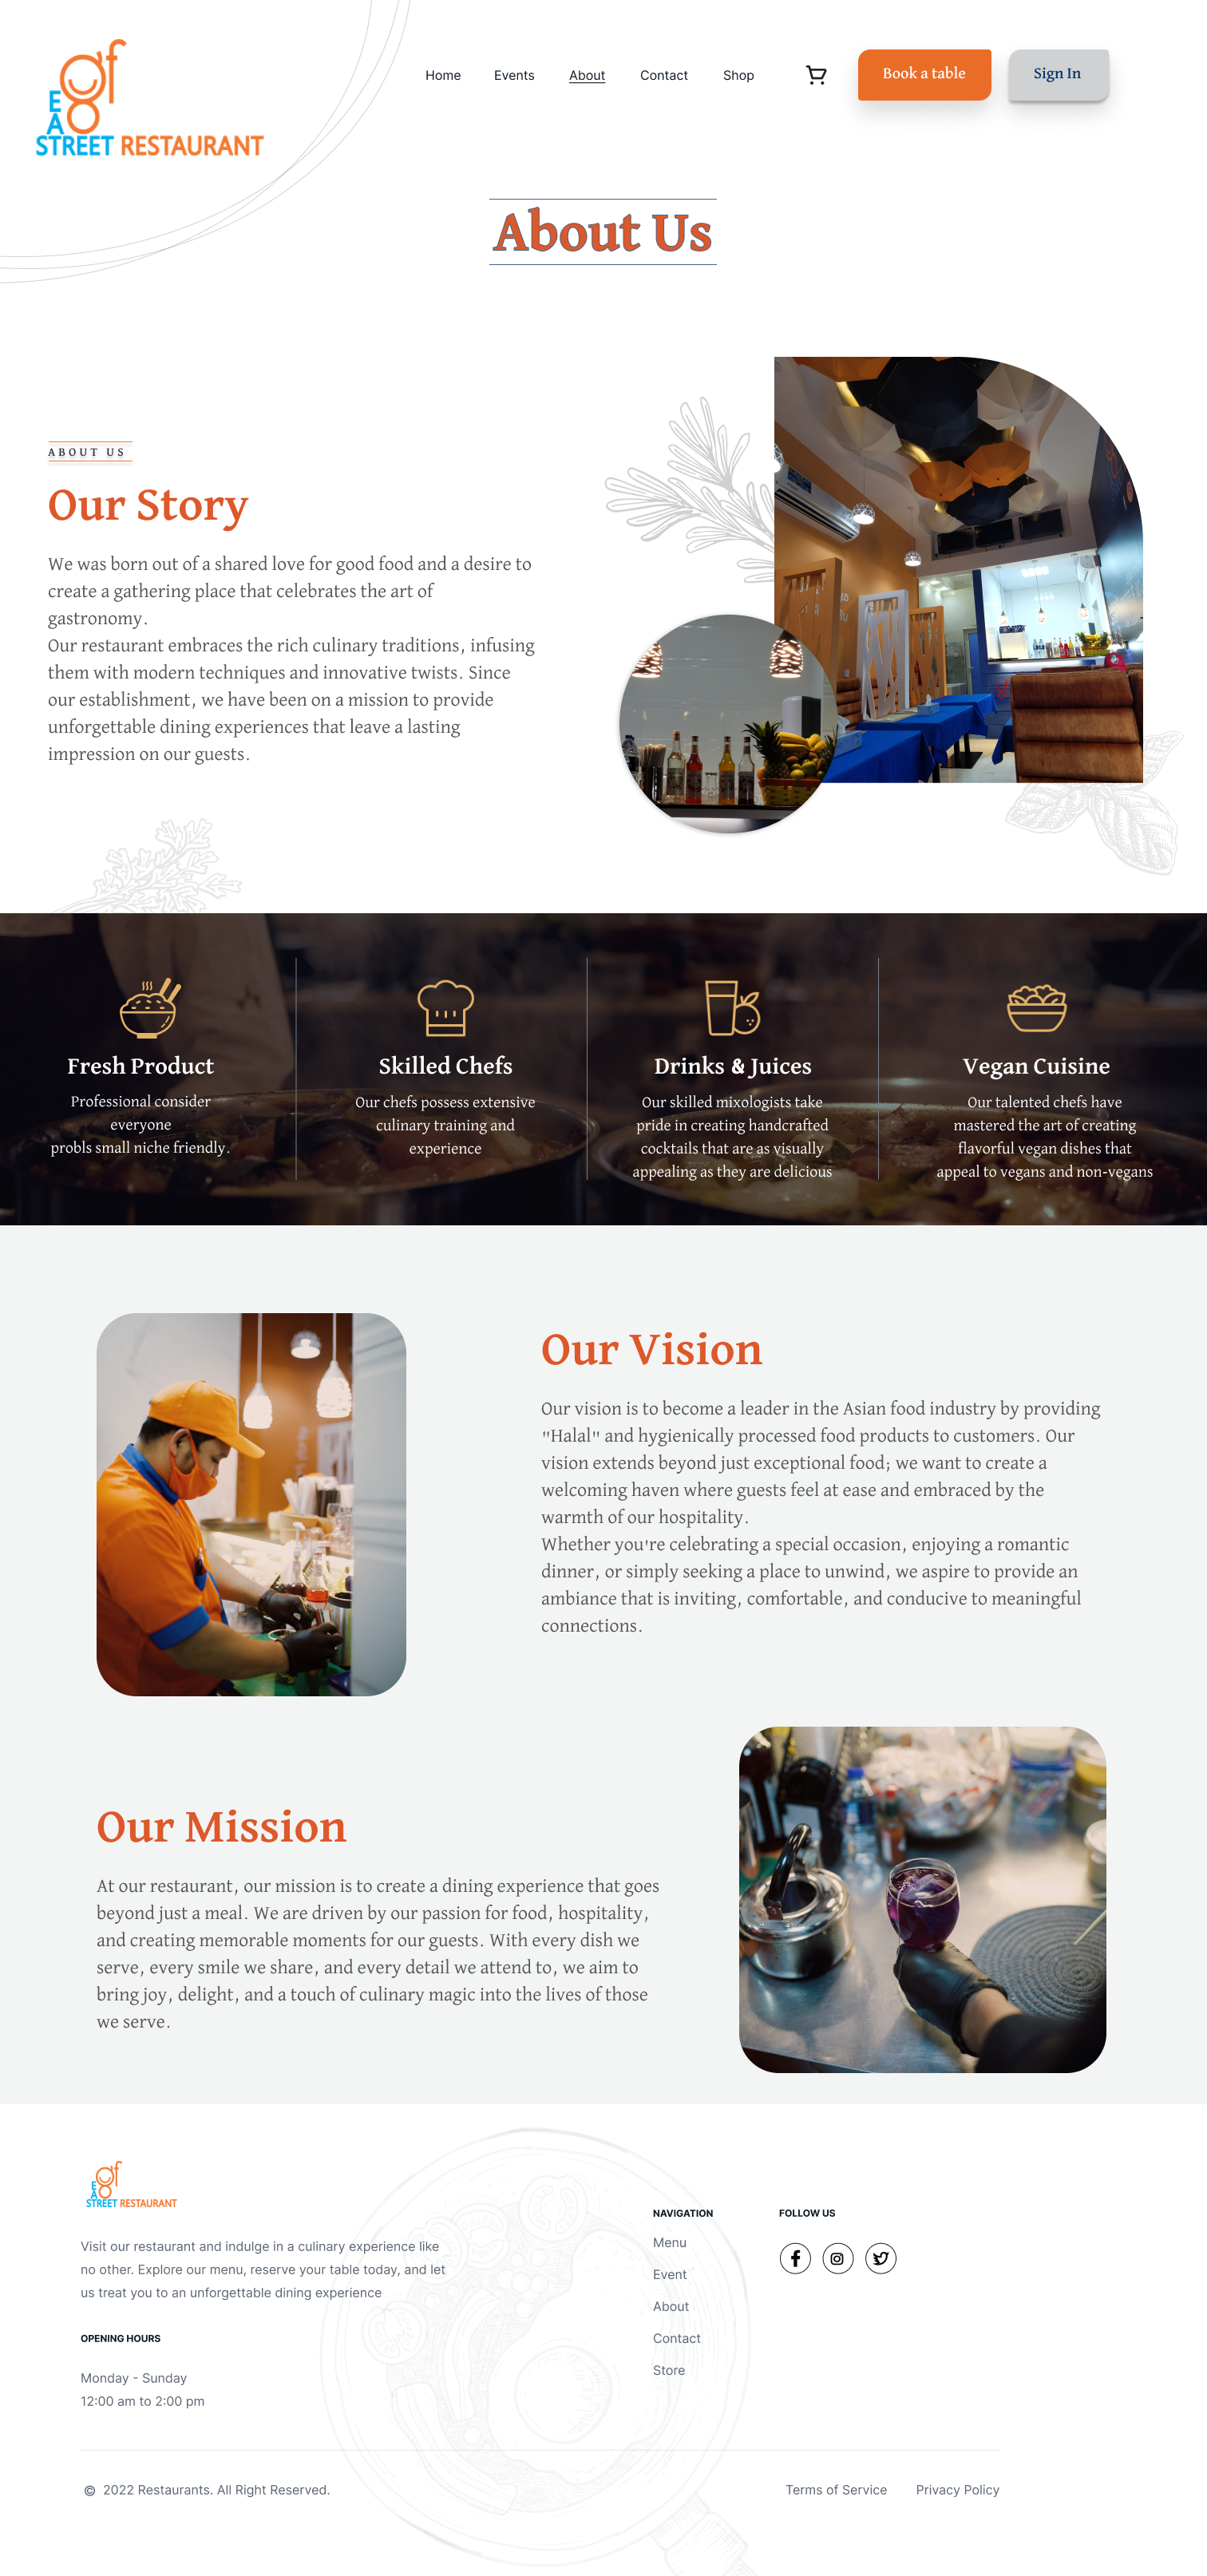 gf
EA8
STREET RESTAURANT
Home Events About Contact Shop
Book a table
Sign In
About Us
ABOUT US
Our Story
We was born out of a shared love for good food and a desire to
create a gathering place that celebrates the art of
gastronomy.
Our restaurant embraces the rich culinary traditions, infusing
them with modern techniques and innovative twists. Since
our establishment, we have been on a mission to provide
unforgettable dining experiences that leave a lasting
impression on our guests.
Fresh Product
Professional consider
everyone
probls small niche friendly.
Skilled Chefs
Our chefs possess extensive
culinary training and
experience
Drinks & Juices
Our skilled mixologists take
pride in creating handcrafted
cocktails that are as visually
appealing as they are delicious
Vegan Cuisine
Our talented chefs have
mastered the art of creating
flavorful vegan dishes that
appeal to vegans and non-vegans
Our Vision
Our vision is to become a leader in the Asian food industry by providing
"Halal" and hygienically processed food products to customers. Our
vision extends beyond just exceptional food; we want to create a
welcoming haven where guests feel at ease and embraced by the
warmth of our hospitality.
Whether you're celebrating a special occasion, enjoying a romantic
dinner, or simply seeking a place to unwind, we aspire to provide an
ambiance that is inviting, comfortable, and conducive to meaningful
connections.
Our Mission
At our restaurant, our mission is to create a dining experience that goes
beyond just a meal. We are driven by our passion for food, hospitality,
and creating memorable moments for our guests. With every dish we
serve, every smile we share, and every detail we attend to, we aim to
bring joy, delight, and a touch of culinary magic into the lives of those
we serve.
gf
EA8
STREET RESTAURANT
Visit our restaurant and indulge in a culinary experience like
no other. Explore our menu, reserve your table today, and let
us treat you to an unforgettable dining experience
OPENING HOURS
Monday - Sunday
12:00 am to 2:00 pm
NAVIGATION
Menu
Event
About
Contact
Store
FOLLOW US
© 2022 Restaurants. All Right Reserved.
Terms of Service
Privacy Policy